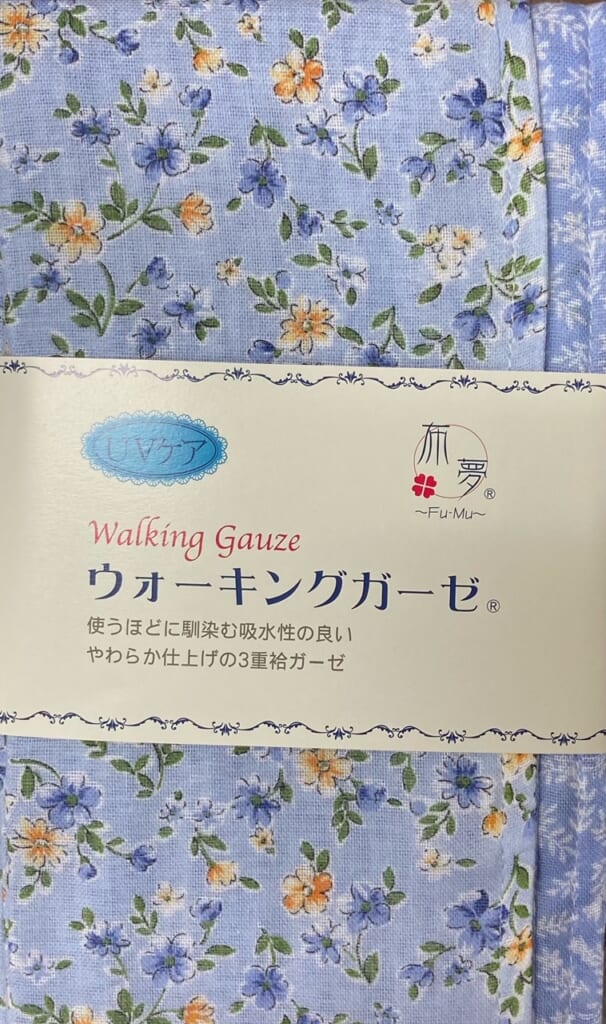 UVケア
布夢®
~Fu-Mu~
Walking Gauze
ウォーキングガーゼ®
使うほどに馴染む吸水性の良い
やわらか仕上げの3重袷ガーゼ